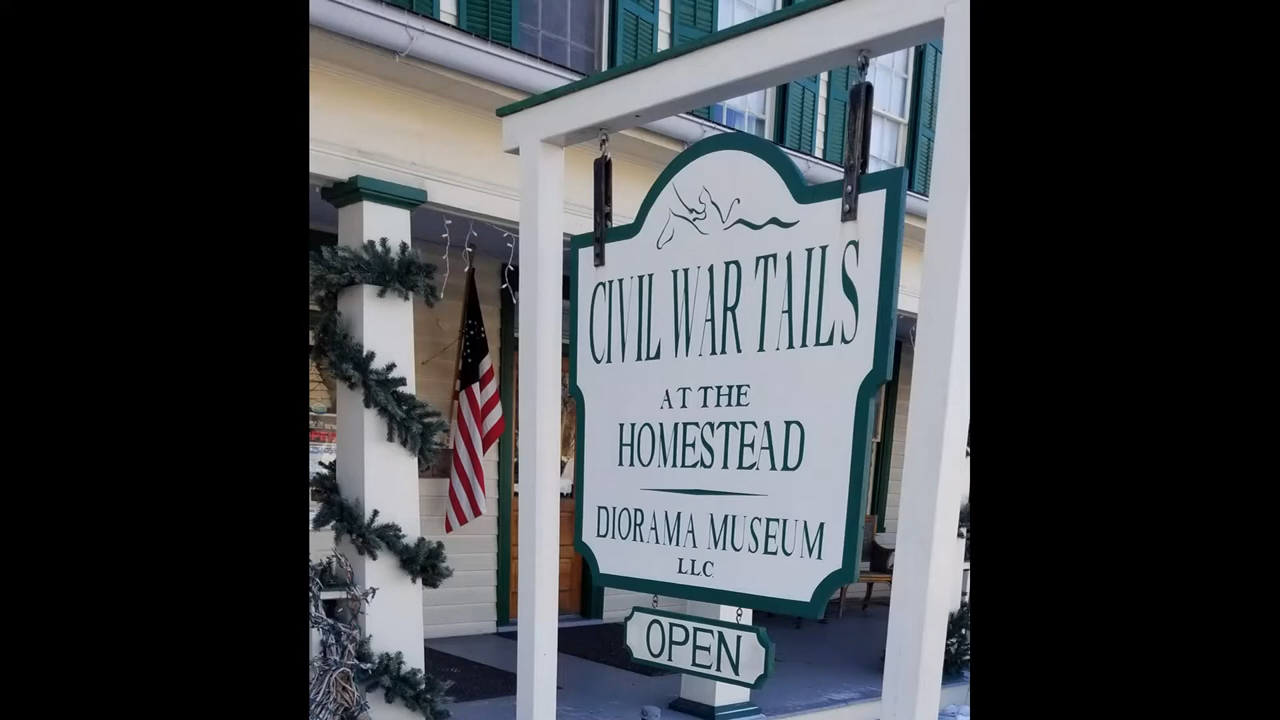 CIVIL WAR TAILS
AT THE
HOMESTEAD
DIORAMA MUSEUM
LLC
OPEN